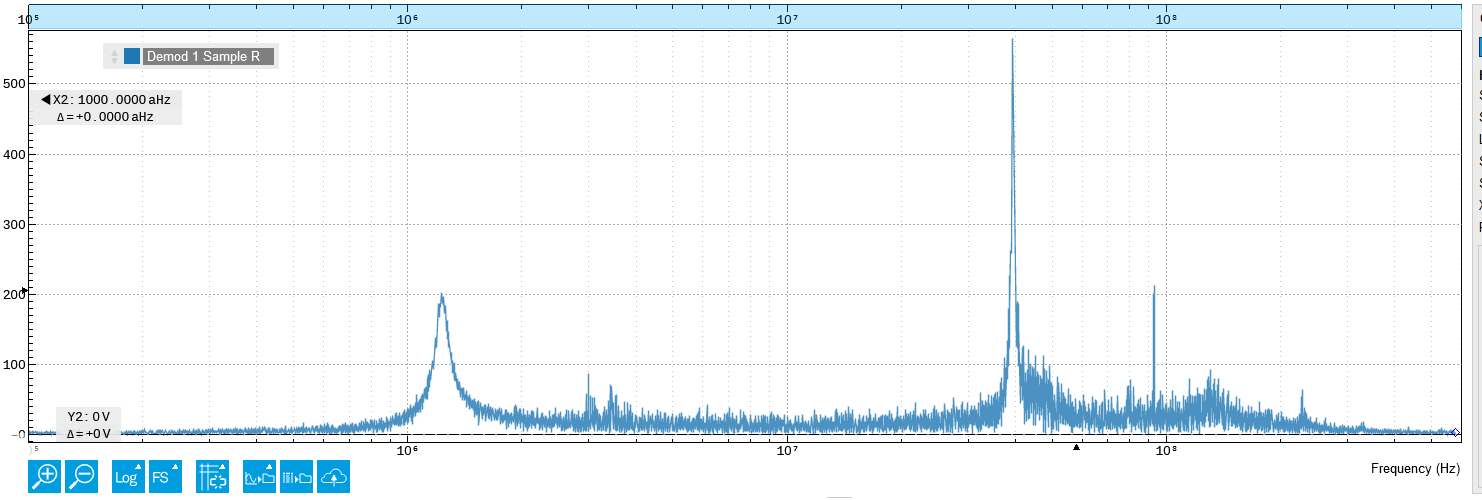 10⁵ 10⁶ 10⁷ 10⁸
Demod 1 Sample R
500
◀X2: 1000.0000 aHz
Δ=+0.0000 aHz
400
300
200
100
Y2: 0 V
Δ=+0 V
−0
⁵ 10⁶ 10⁷ 10⁸
Frequency (Hz)
Log FS